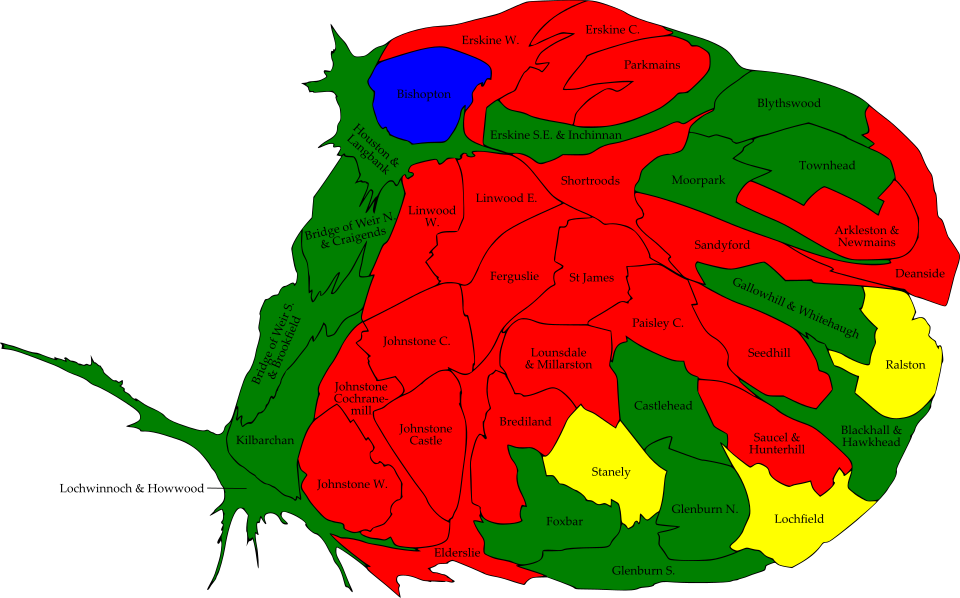 Erskine W.
Erskine C.
Parkmains
Bishopton
Blythswood
Erskine S.E. & Inchinnan
Houston &
Langbank
Townhead
Moorpark
Shortroods
Linwood E.
Linwood
W.
Bridge of Weir N.
& Craigends
Arkleston &
Newmains
Sandyford
Deanside
Ferguslie
St James
Gallowhill & Whitehaugh
Paisley C.
Bridge of Weir S.
& Brookfield
Johnstone C.
Lounsdale
& Millarston
Seedhill
Ralston
Johnstone
Cochrane-
mill
Castlehead
Brediland
Johnstone
Castle
Blackhall &
Hawkhead
Kilbarchan
Saucel &
Hunterhill
Stanely
Johnstone W.
Lochwinnoch & Howwood
Glenburn N.
Foxbar
Lochfield
Elderslie
Glenburn S.